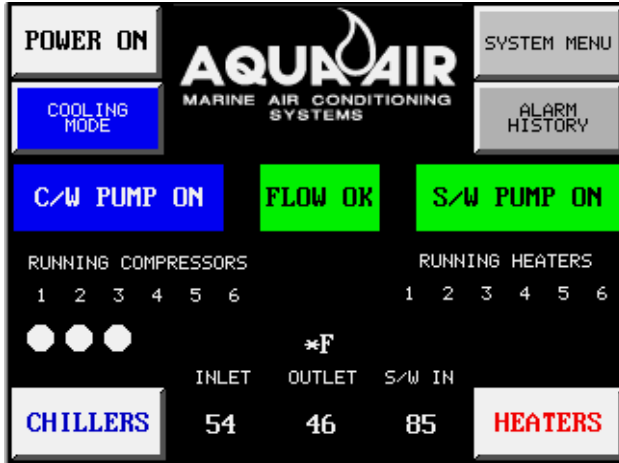 POWER ON
AQUA AIR
SYSTEM MENU
MARINE AIR CONDITIONING
SYSTEMS
COOLING
MODE
ALARM
HISTORY
C/W PUMP ON
FLOW OK
S/W PUMP ON
RUNNING COMPRESSORS
RUNNING HEATERS
1 2 3 4 5 6
1 2 3 4 5 6
*F
INLET OUTLET S/W IN
CHILLERS
54 46 85
HEATERS